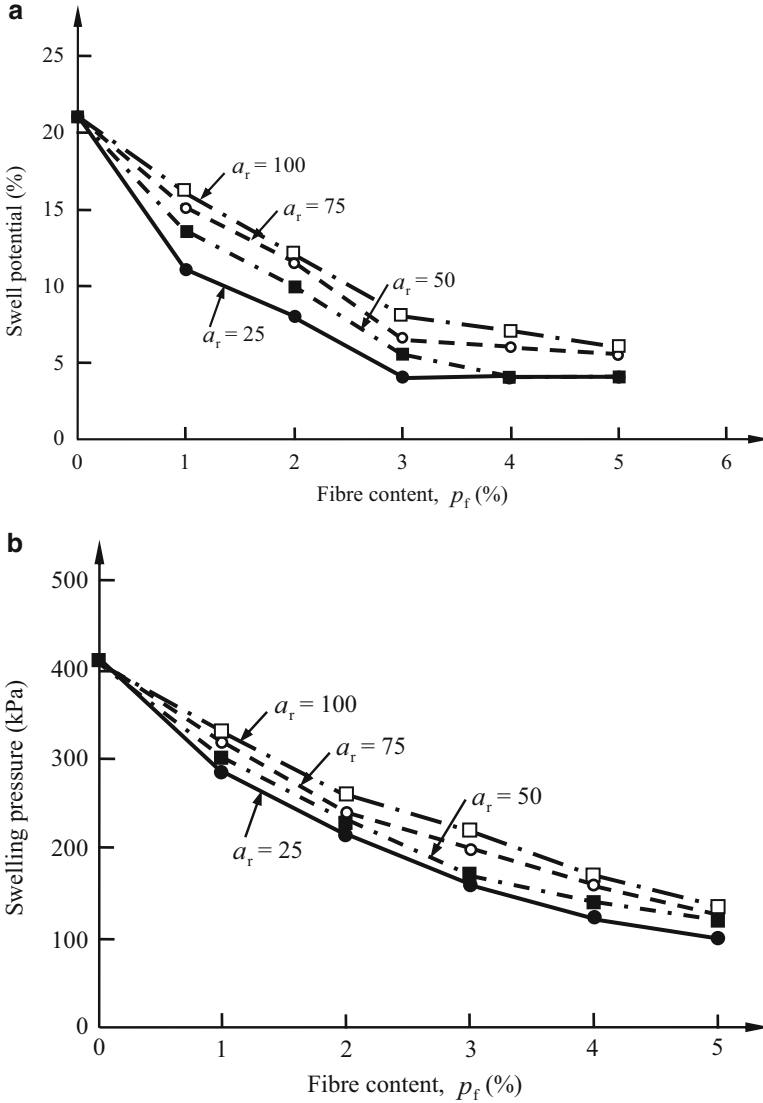 a
25
20
15
10
5
0
Swell potential (%)
a_r = 100
a_r = 75
a_r = 50
a_r = 25
0 1 2 3 4 5 6
Fibre content, p_f (%)
b
500
400
300
200
100
0
Swelling pressure (kPa)
a_r = 100
a_r = 75
a_r = 50
a_r = 25
0 1 2 3 4 5
Fibre content, p_f (%)